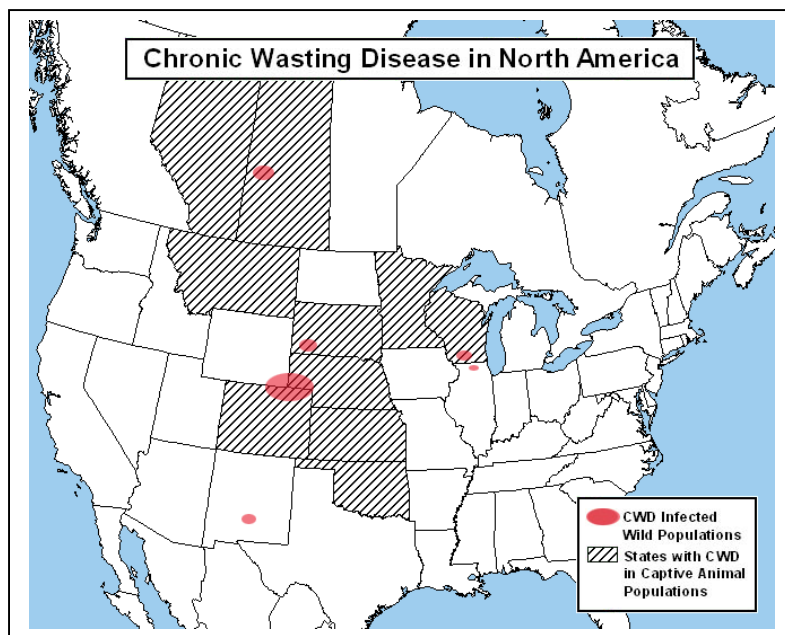 Chronic Wasting Disease in North America
CWD Infected
Wild Populations
States with CWD
in Captive Animal
Populations